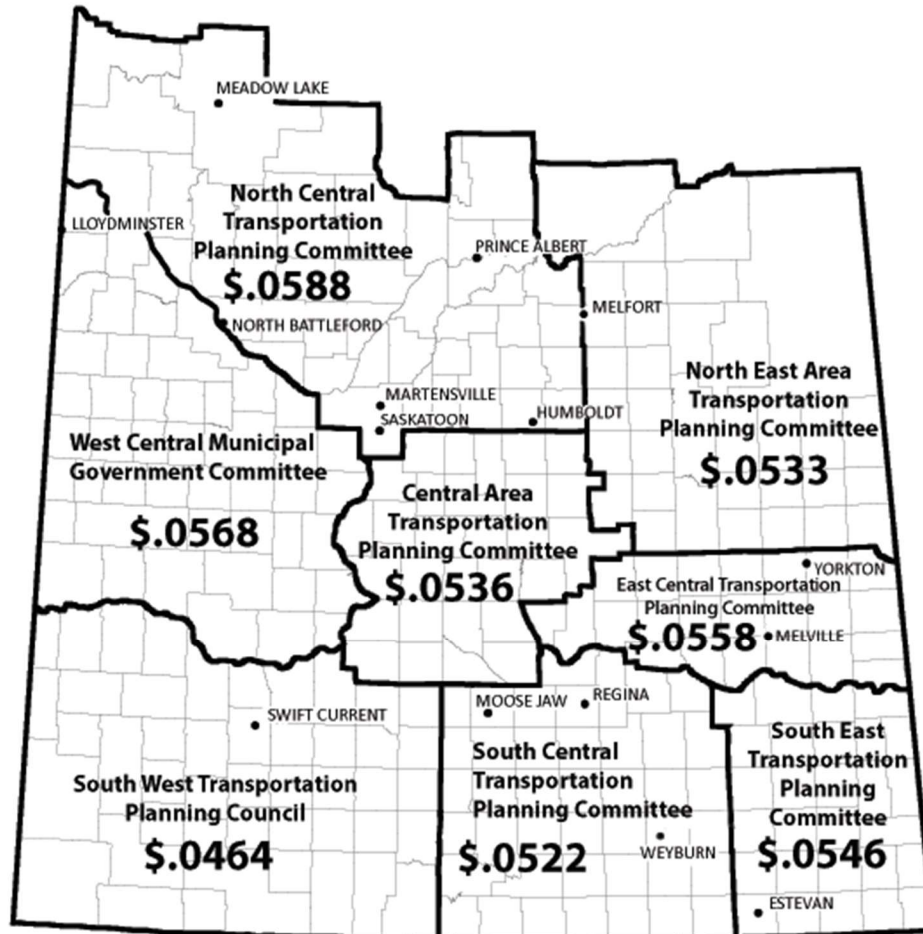 MEADOW LAKE
North Central
Transportation
Planning Committee
$.0588
LLOYDMINSTER
PRINCE ALBERT
MELFORT
NORTH BATTLEFORD
MARTENSVILLE
SASKATOON
HUMBOLDT
North East Area
Transportation
Planning Committee
$.0533
West Central Municipal
Government Committee
$.0568
Central Area
Transportation
Planning Committee
$.0536
YORKTON
East Central Transportation
Planning Committee
$.0558
MELVILLE
SWIFT CURRENT
South West Transportation
Planning Council
$.0464
MOOSE JAW
REGINA
South Central
Transportation
Planning Committee
$.0522
WEYBURN
South East
Transportation
Planning
Committee
$.0546
ESTEVAN